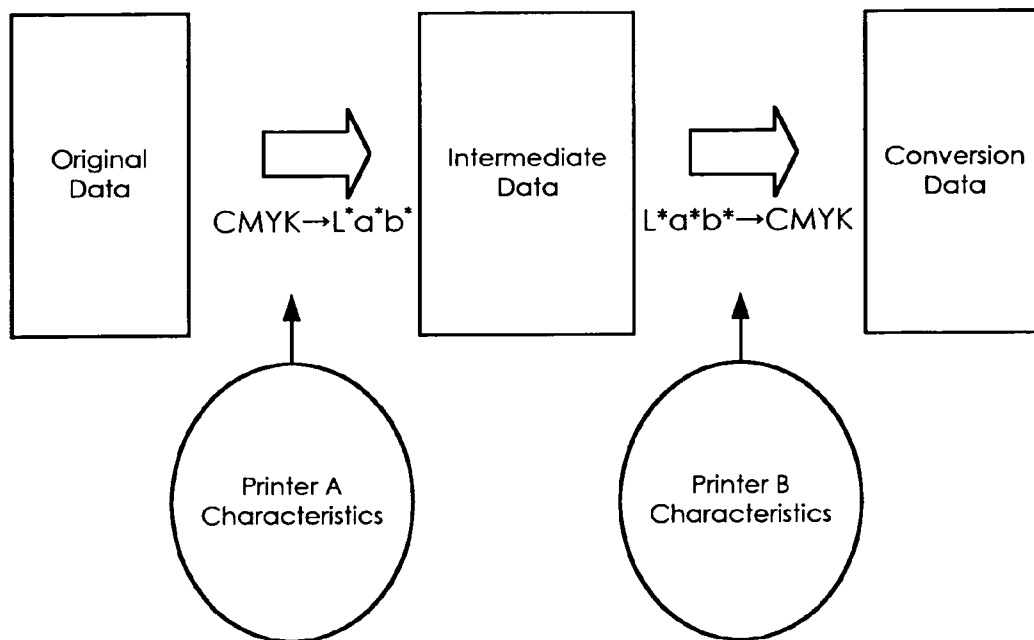 Original
Data
CMYK→L*a*b*
Intermediate
Data
L*a*b*→CMYK
Conversion
Data
Printer A
Characteristics
Printer B
Characteristics